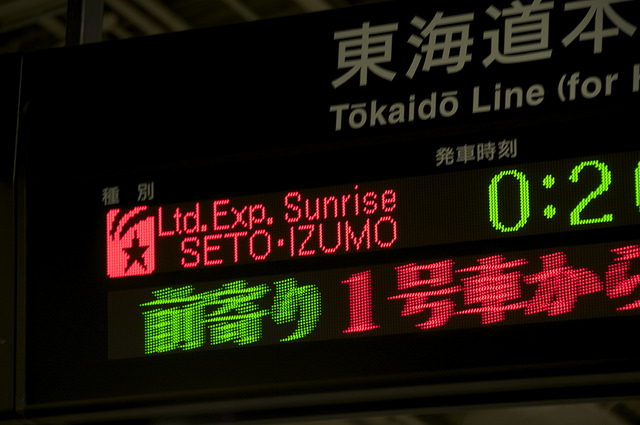 東海道本
Tōkaidō Line (for
発車時刻
種 別
Ltd.Exp. Sunrise 0:2
SETO・IZUMO
前寄り 1号車から